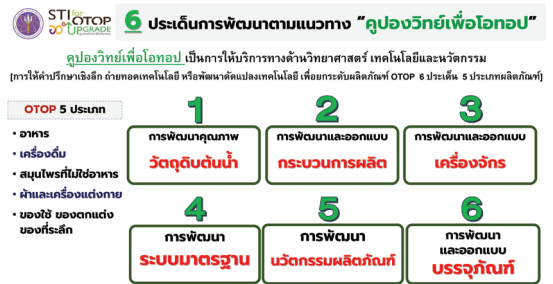 STI for OTOP UPGRADE
6 ประเด็นการพัฒนาตามแนวทาง "คูปองวิทย์เพื่อโอทอป"
คูปองวิทย์เพื่อโอทอป เป็นการให้บริการทางด้านวิทยาศาสตร์ เทคโนโลยีและนวัตกรรม
[การให้คำปรึกษาเชิงลึก ถ่ายทอดเทคโนโลยี หรือพัฒนาดัดแปลงเทคโนโลยี เพื่อยกระดับผลิตภัณฑ์ OTOP 6 ประเด็น 5 ประเภทผลิตภัณฑ์]
OTOP 5 ประเภท
• อาหาร
• เครื่องดื่ม
• สมุนไพรที่ไม่ใช่อาหาร
• ผ้าและเครื่องแต่งกาย
• ของใช้ ของตกแต่ง
ของที่ระลึก
1
การพัฒนาคุณภาพ
วัตถุดิบต้นน้ำ
2
การพัฒนาและออกแบบ
กระบวนการผลิต
3
การพัฒนาและออกแบบ
เครื่องจักร
4
การพัฒนา
ระบบมาตรฐาน
5
การพัฒนา
นวัตกรรมผลิตภัณฑ์
6
การพัฒนา
และออกแบบ
บรรจุภัณฑ์